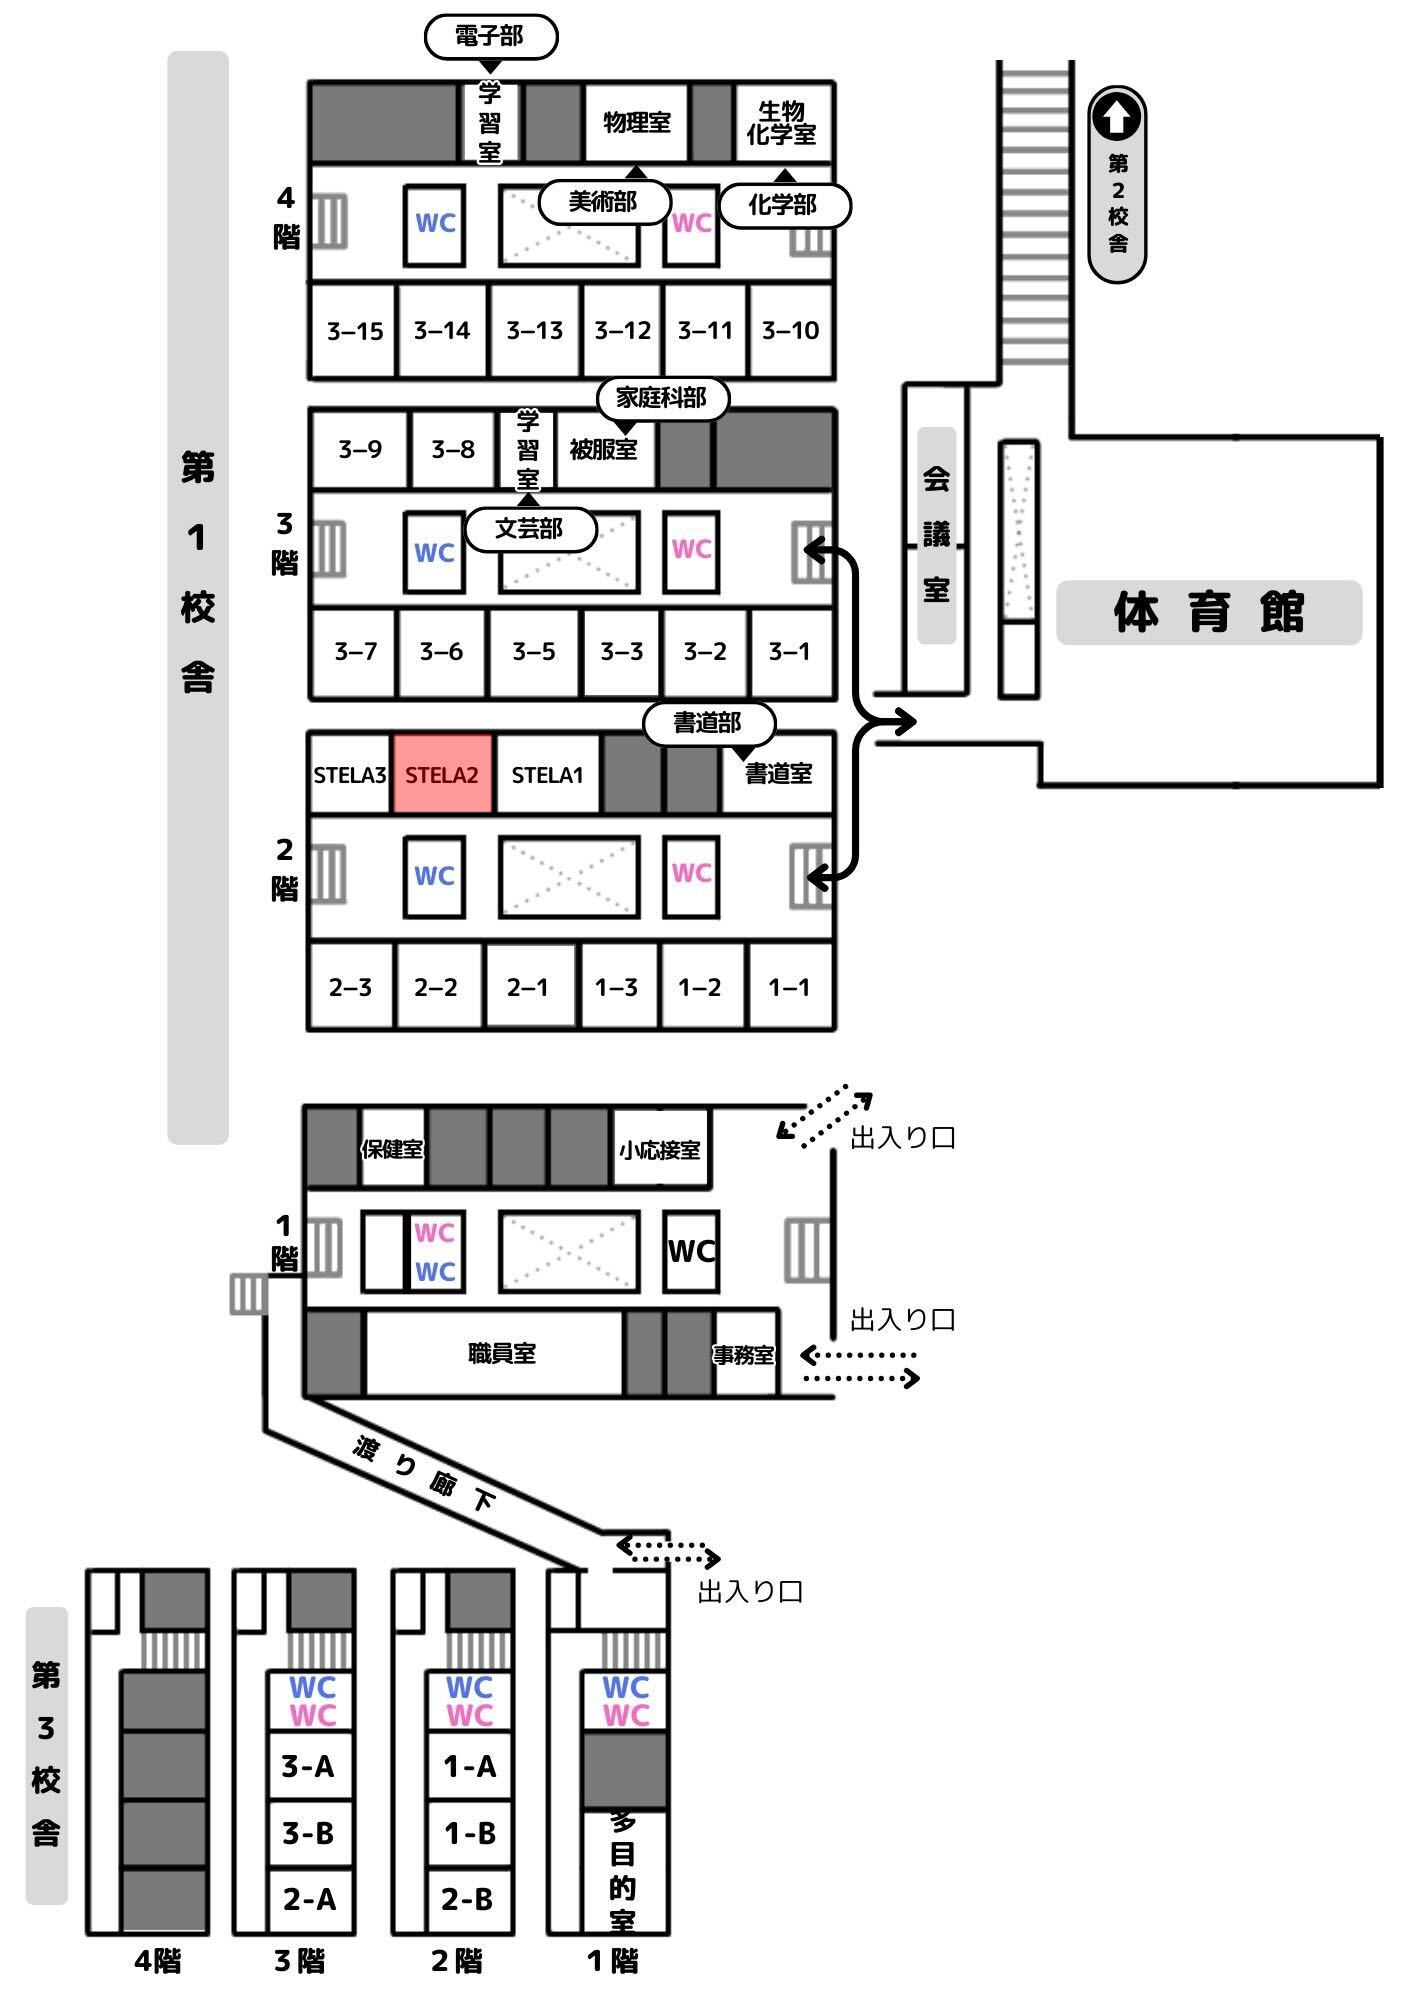 電子部
学習室
物理室
生物
化学室
4階
WC
美術部
WC
化学部
3–15
3–14
3–13
3–12
3–11
3–10
家庭科部
3–9
3–8
学習室
被服室
3階
WC
文芸部
WC
3–7
3–6
3–5
3–3
3–2
3–1
書道部
STELA3
STELA2
STELA1
書道室
2階
WC
WC
2–3
2–2
2–1
1–3
1–2
1–1
第1校舎
第2校舎
会議室
体育館
保健室
小応接室
出入り口
1階
WC
WC
WC
職員室
事務室
出入り口
渡り廊下
出入り口
第3校舎
WC
WC
3-A
3-B
2-A
WC
WC
1-A
1-B
2-B
WC
WC
多目的室
4階
3階
2階
1階